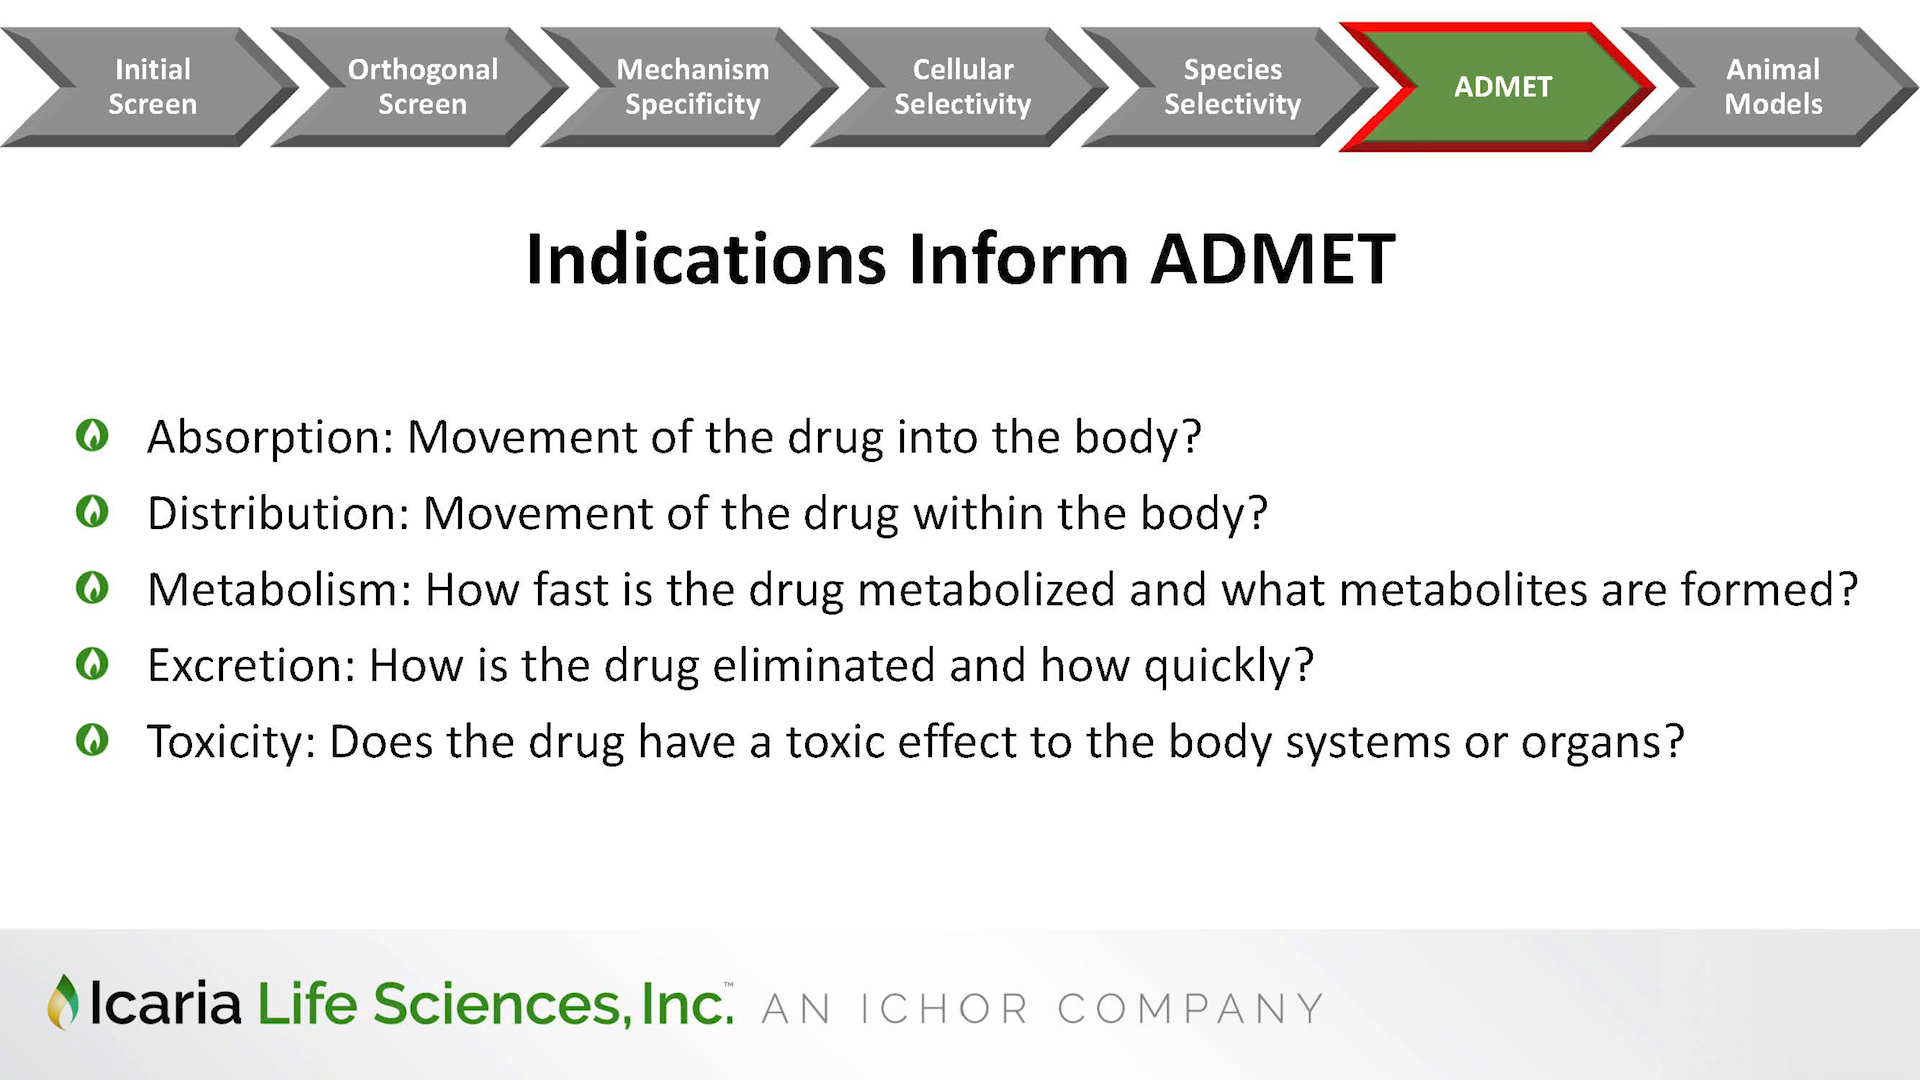 Initial
Screen
Orthogonal
Screen
Mechanism
Specificity
Cellular
Selectivity
Species
Selectivity
ADMET
Animal
Models
Indications Inform ADMET
Absorption: Movement of the drug into the body?
Distribution: Movement of the drug within the body?
Metabolism: How fast is the drug metabolized and what metabolites are formed?
Excretion: How is the drug eliminated and how quickly?
Toxicity: Does the drug have a toxic effect to the body systems or organs?
Icaria Life Sciences, Inc.™ AN ICHOR COMPANY